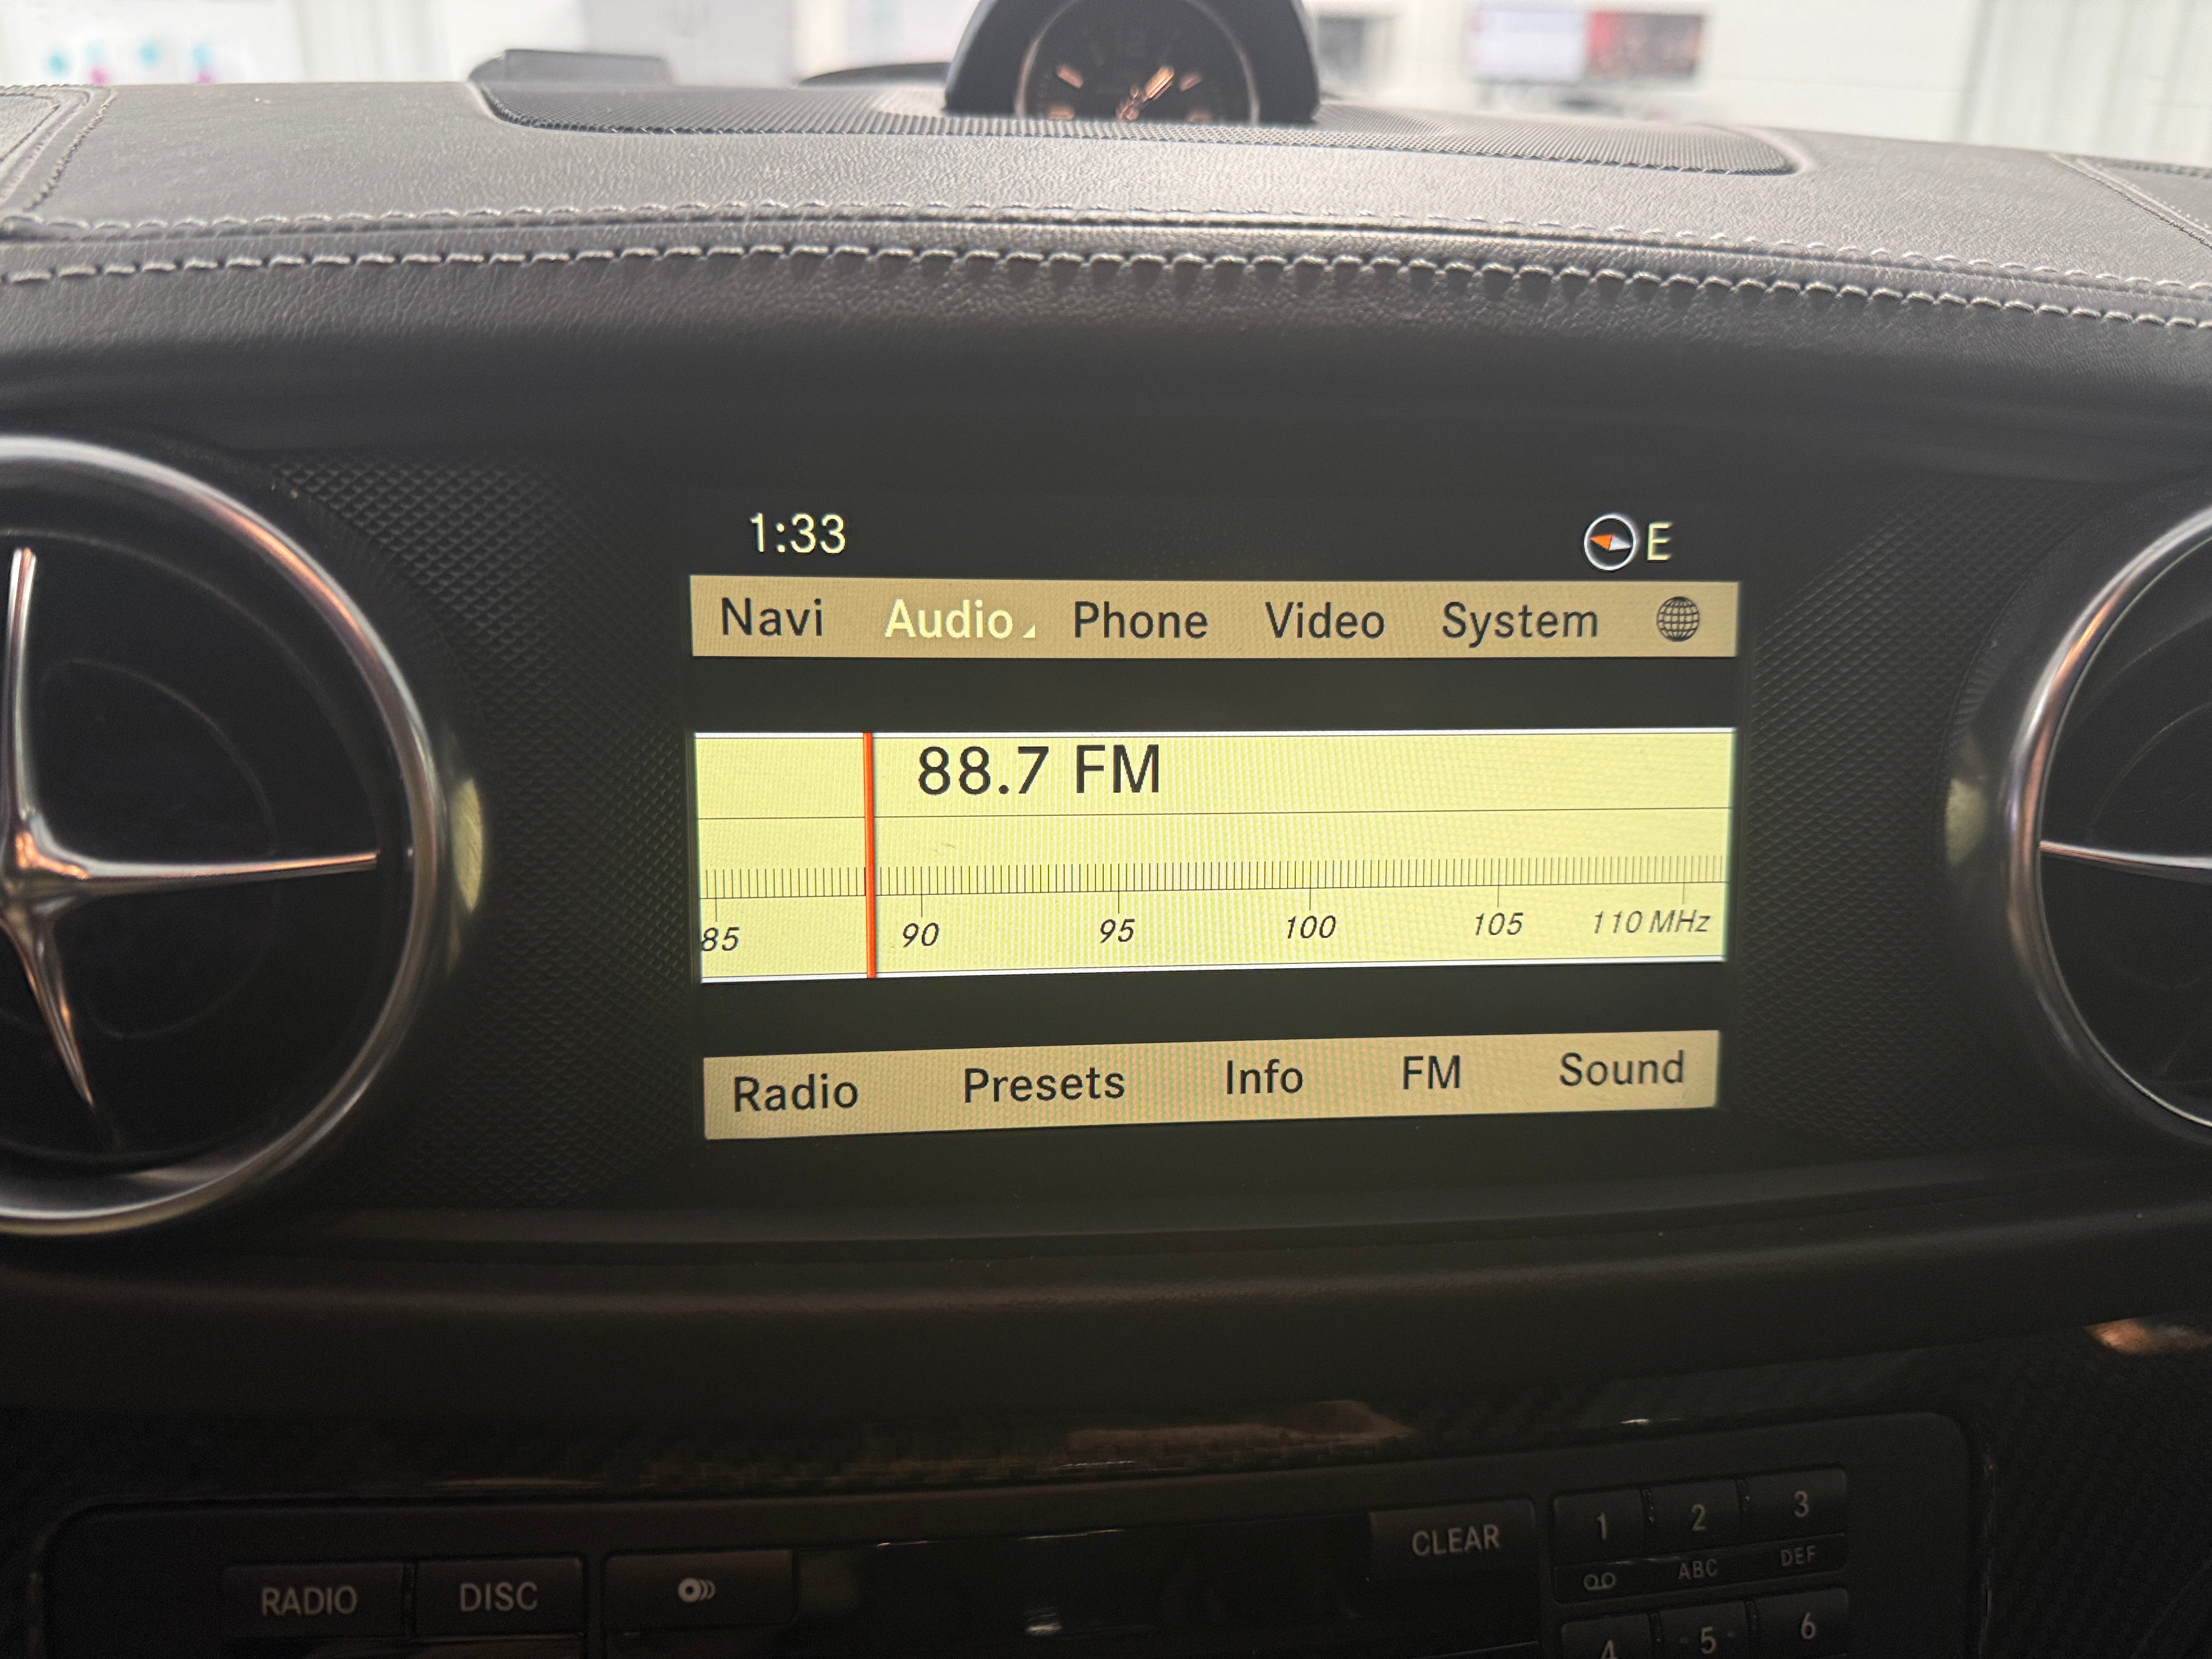 1:33 E
Navi Audio Phone Video System
88.7 FM
85 90 95 100 105 110 MHz
Radio Presets Info FM Sound
RADIO DISC CLEAR 1 2 3
ABC DEF
4 5 6